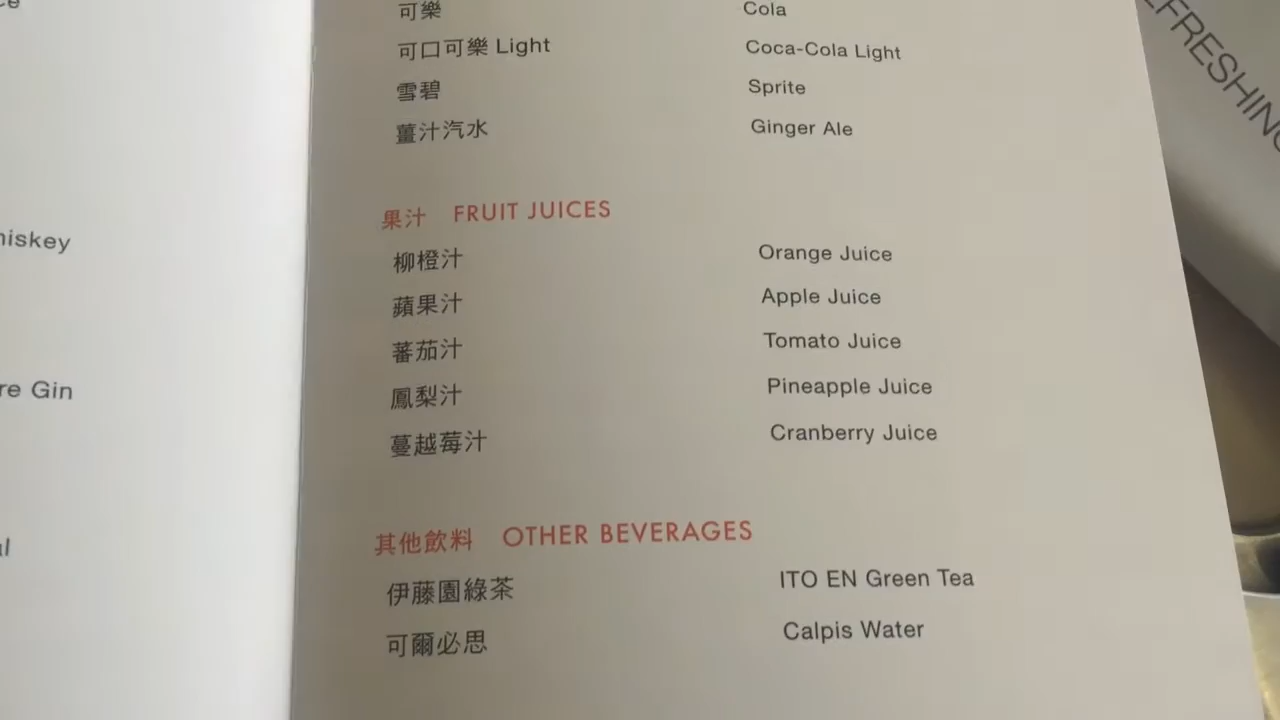 可樂 Cola
可口可樂 Light Coca-Cola Light
雪碧 Sprite
薑汁汽水 Ginger Ale
果汁 FRUIT JUICES
柳橙汁 Orange Juice
蘋果汁 Apple Juice
蕃茄汁 Tomato Juice
鳳梨汁 Pineapple Juice
蔓越莓汁 Cranberry Juice
其他飲料 OTHER BEVERAGES
伊藤園綠茶 ITO EN Green Tea
可爾必思 Calpis Water
Gin